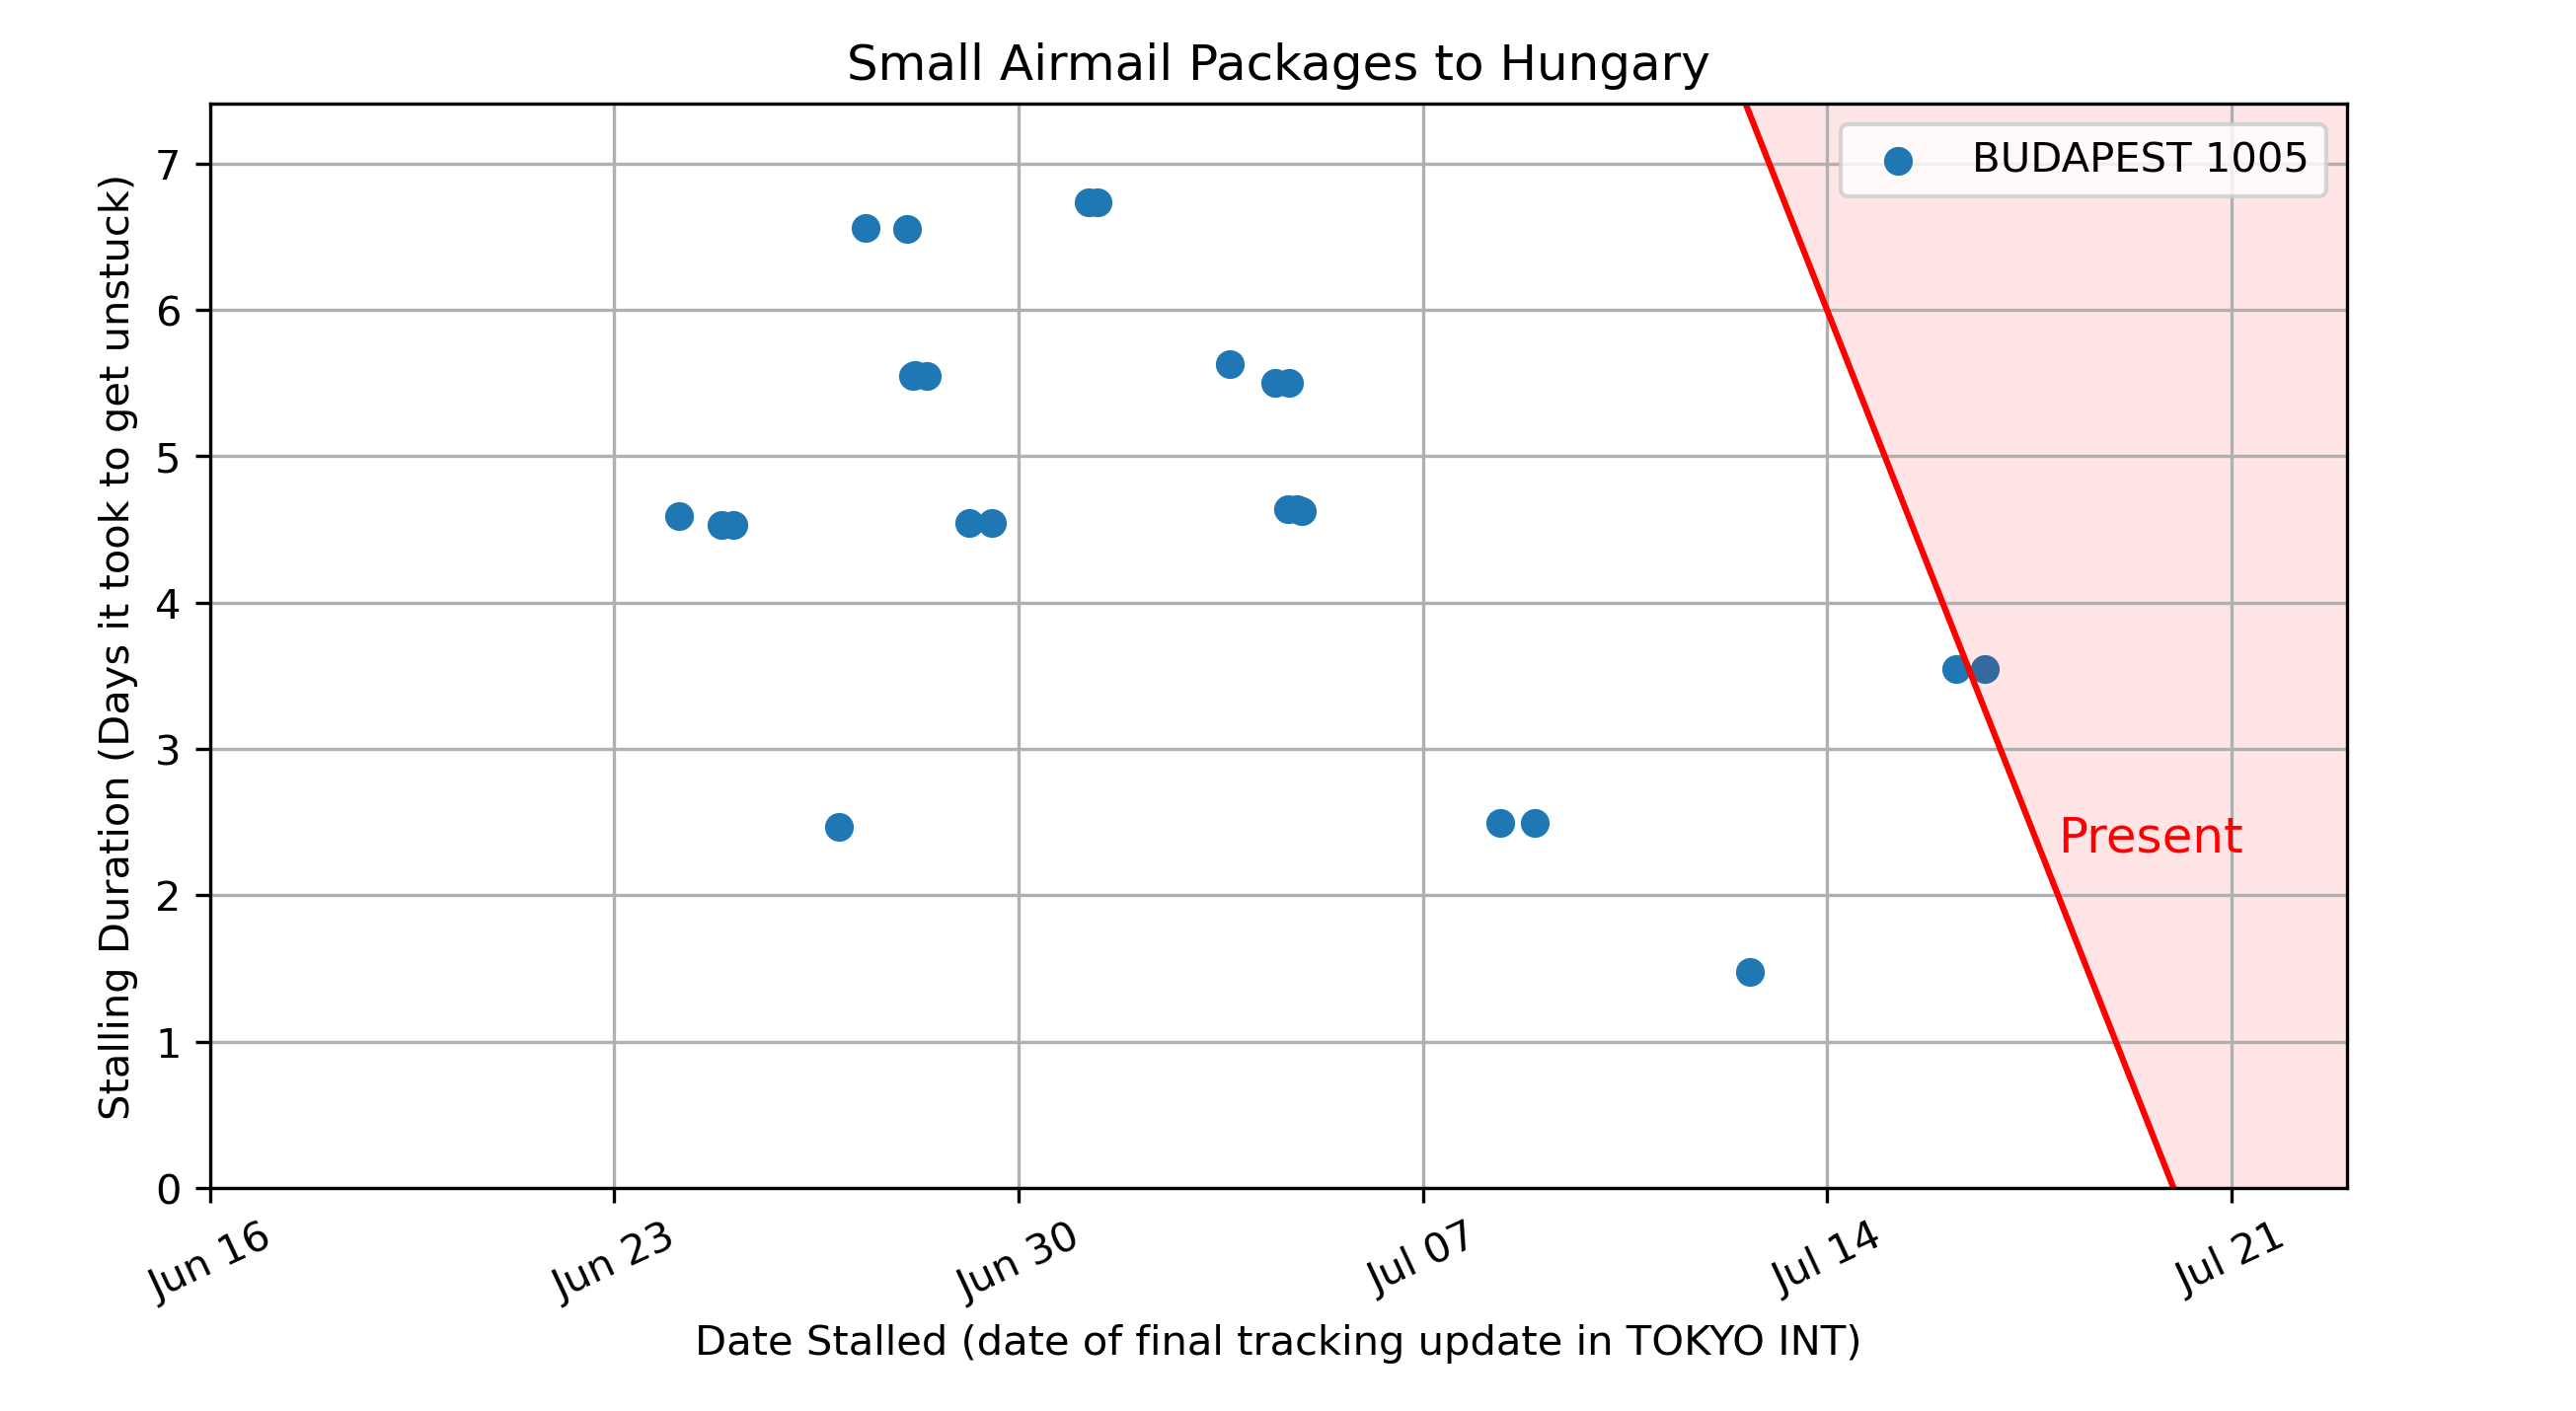 Small Airmail Packages to Hungary
BUDAPEST 1005
Stalling Duration (Days it took to get unstuck)
7
6
5
4
3
2
1
0
Present
Jun 16
Jun 23
Jun 30
Jul 07
Jul 14
Jul 21
Date Stalled (date of final tracking update in TOKYO INT)